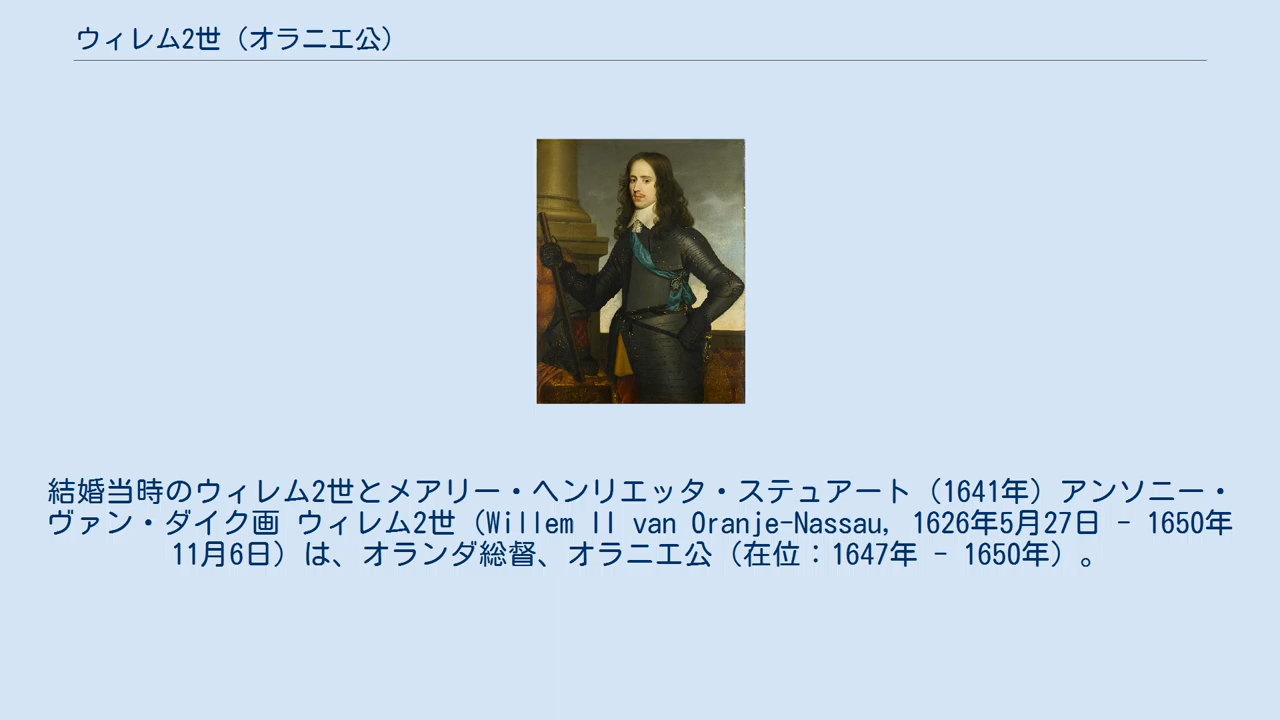 ウィレム2世（オラニエ公）
結婚当時のウィレム2世とメアリー・ヘンリエッタ・ステュアート（1641年）アンソニー・
ヴァン・ダイク画 ウィレム2世（Willem II van Oranje-Nassau, 1626年5月27日 - 1650年
11月6日）は、オランダ総督、オラニエ公（在位：1647年 - 1650年）。